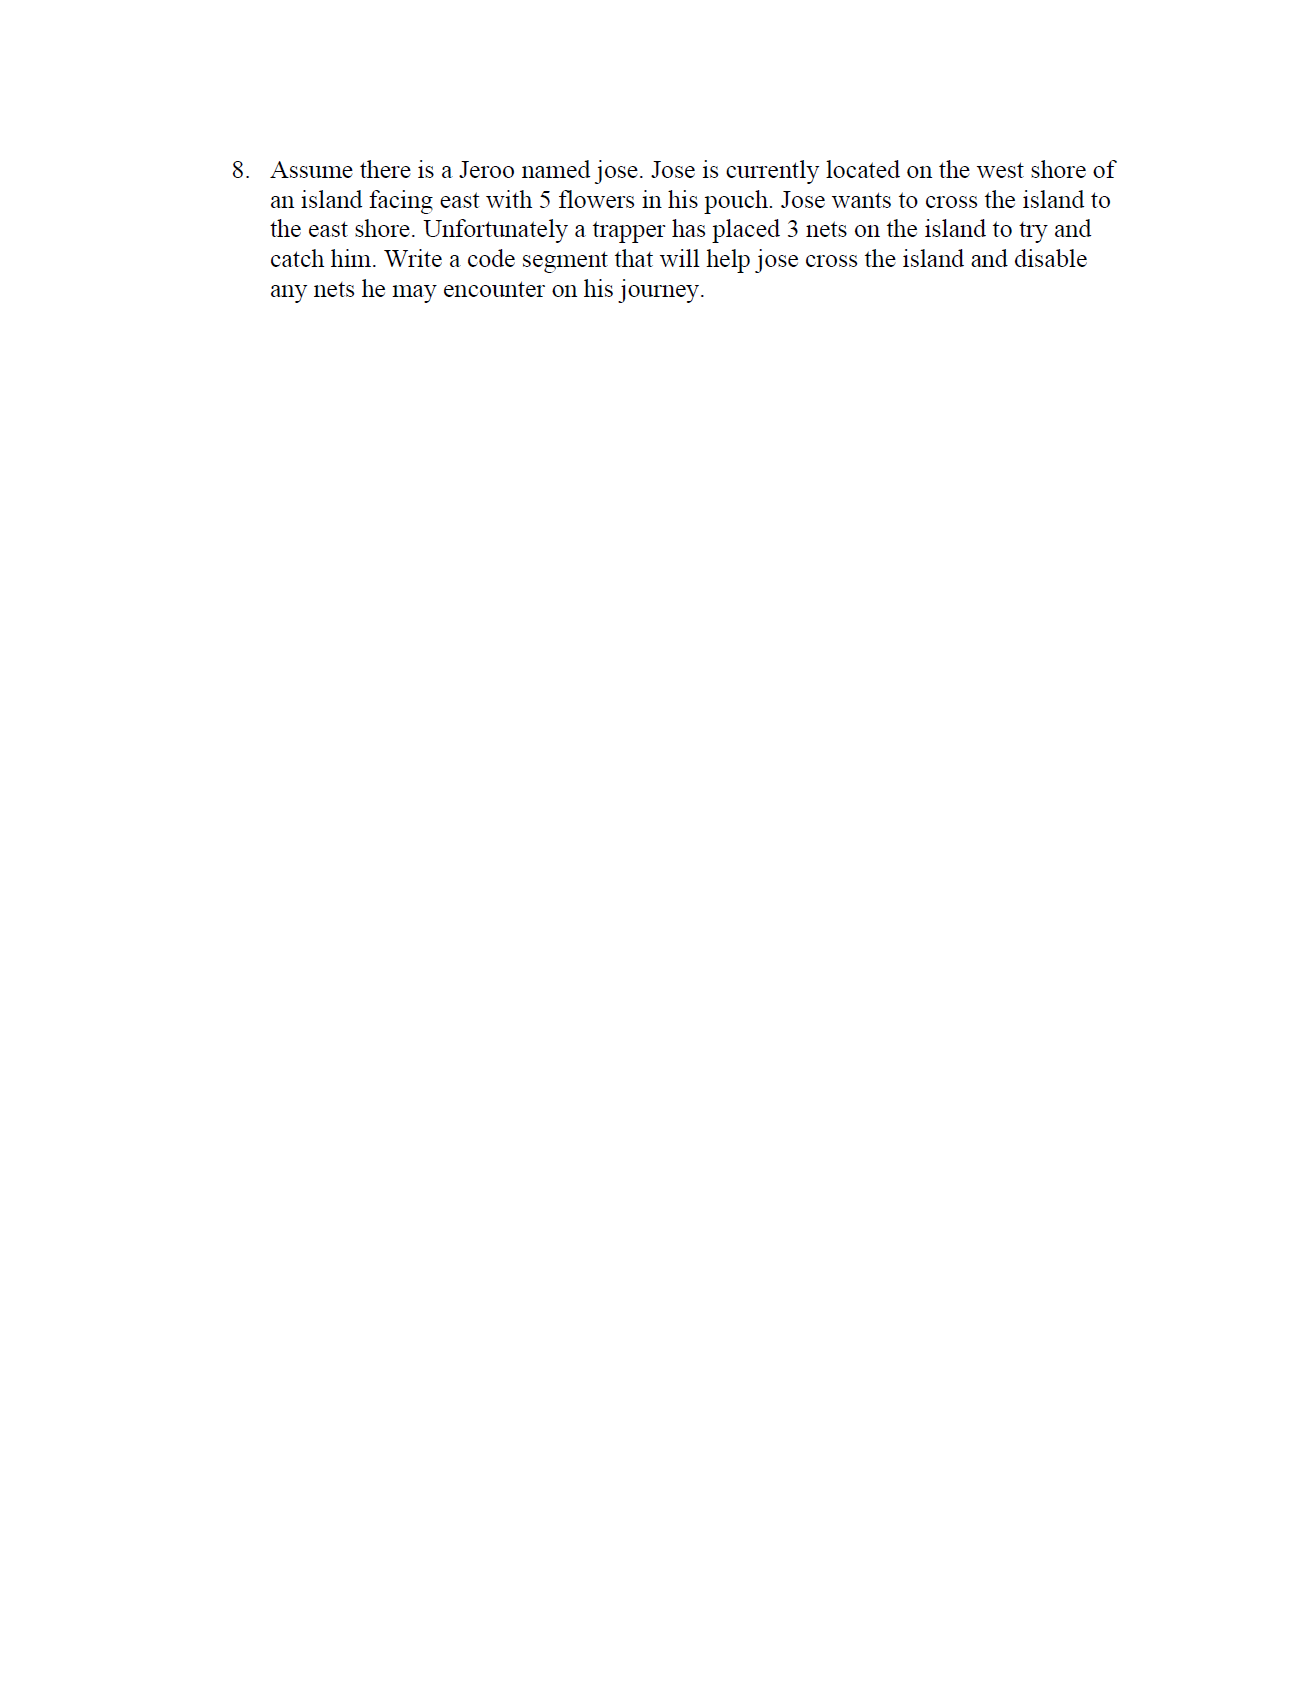 8. Assume there is a Jeroo named jose. Jose is currently located on the west shore of
an island facing east with 5 flowers in his pouch. Jose wants to cross the island to
the east shore. Unfortunately a trapper has placed 3 nets on the island to try and
catch him. Write a code segment that will help jose cross the island and disable
any nets he may encounter on his journey.